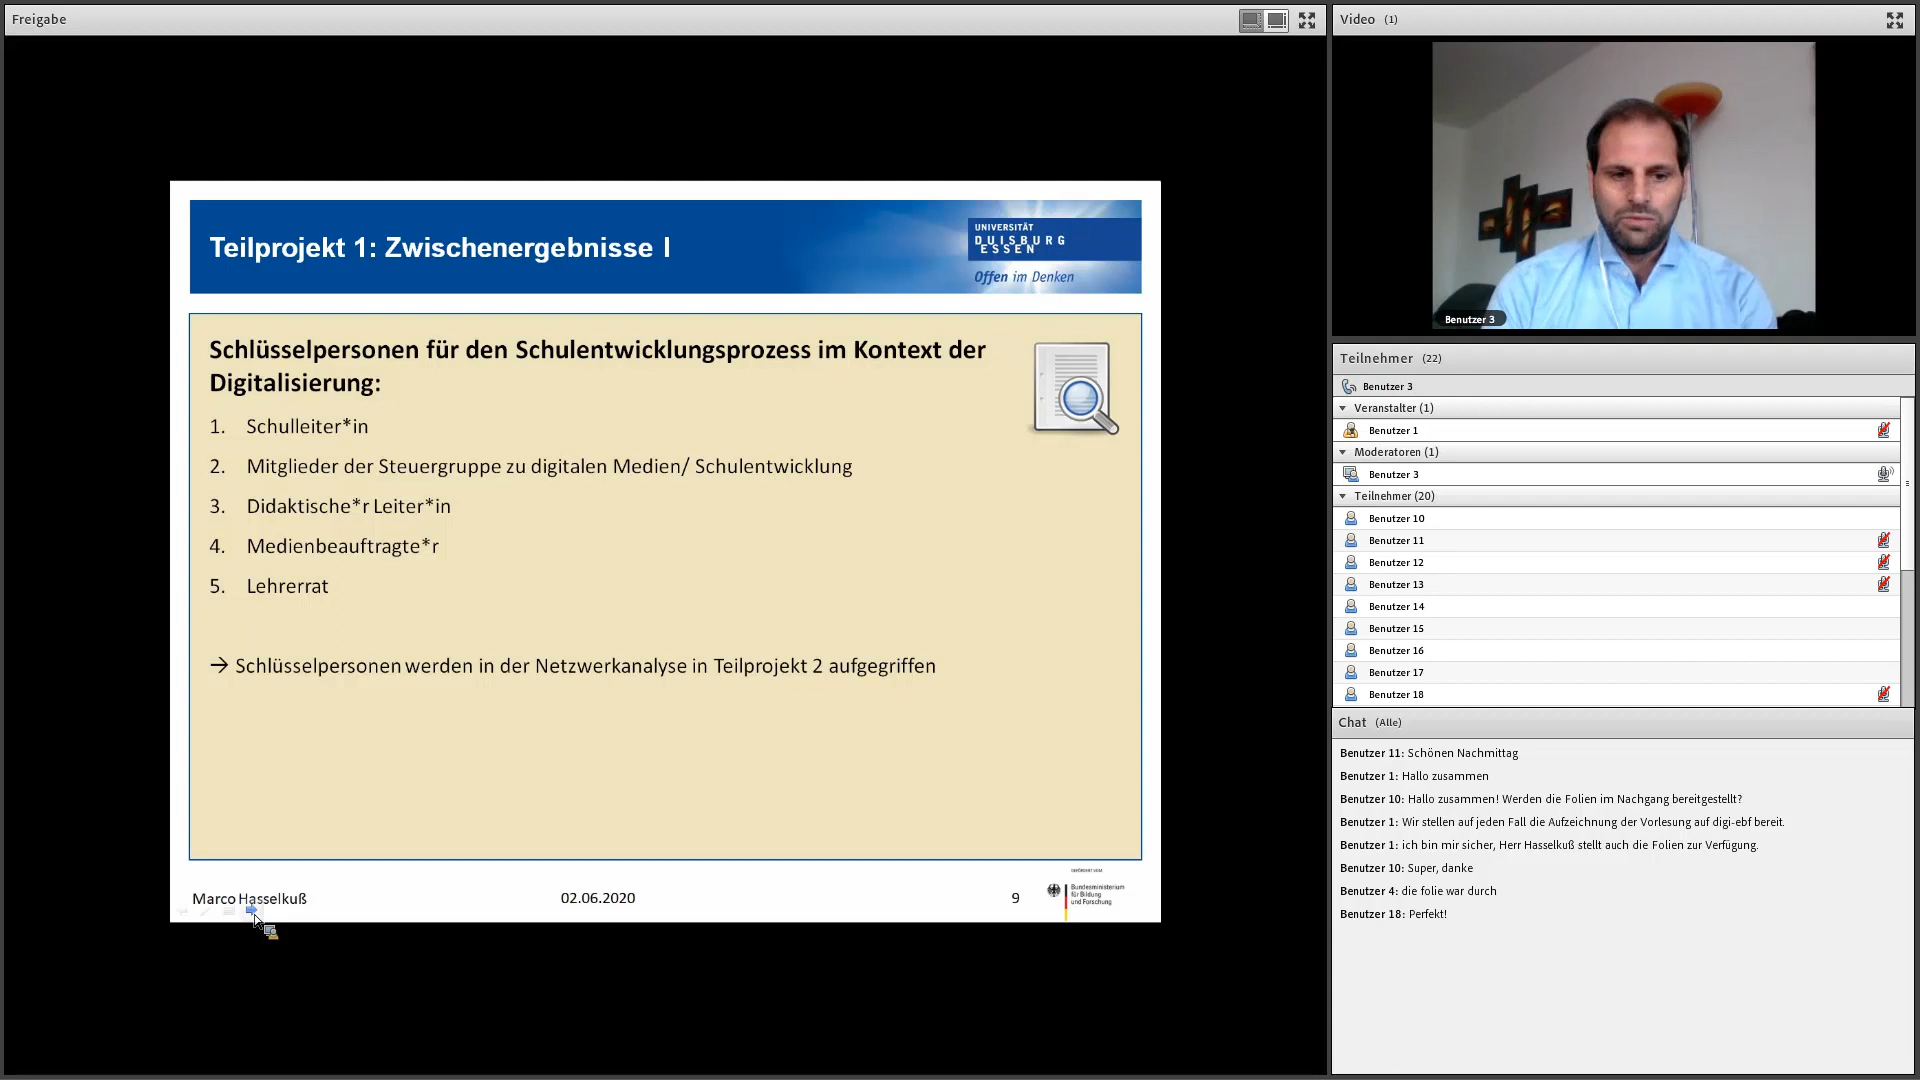 Freigabe
Teilprojekt 1: Zwischenergebnisse I
UNIVERSITÄT
DUISBURG
ESSEN
Offen im Denken
Schlüsselpersonen für den Schulentwicklungsprozess im Kontext der
Digitalisierung:
1. Schulleiter*in
2. Mitglieder der Steuergruppe zu digitalen Medien/ Schulentwicklung
3. Didaktische*r Leiter*in
4. Medienbeauftragte*r
5. Lehrerrat
→ Schlüsselpersonen werden in der Netzwerkanalyse in Teilprojekt 2 aufgegriffen
Marco Hasselkuß 02.06.2020 9
Bundesministerium
für Bildung
und Forschung
Video (1)
Benutzer 3
Teilnehmer (22)
Benutzer 3
Veranstalter (1)
Benutzer 1
Moderatoren (1)
Benutzer 3
Teilnehmer (20)
Benutzer 10
Benutzer 11
Benutzer 12
Benutzer 13
Benutzer 14
Benutzer 15
Benutzer 16
Benutzer 17
Benutzer 18
Chat (Alle)
Benutzer 11: Schönen Nachmittag
Benutzer 1: Hallo zusammen
Benutzer 10: Hallo zusammen! Werden die Folien im Nachgang bereitgestellt?
Benutzer 1: Wir stellen auf jeden Fall die Aufzeichnung der Vorlesung auf digi-ebf bereit.
Benutzer 1: ich bin mir sicher, Herr Hasselkuß stellt auch die Folien zur Verfügung.
Benutzer 10: Super, danke
Benutzer 4: die folie war durch
Benutzer 18: Perfekt!